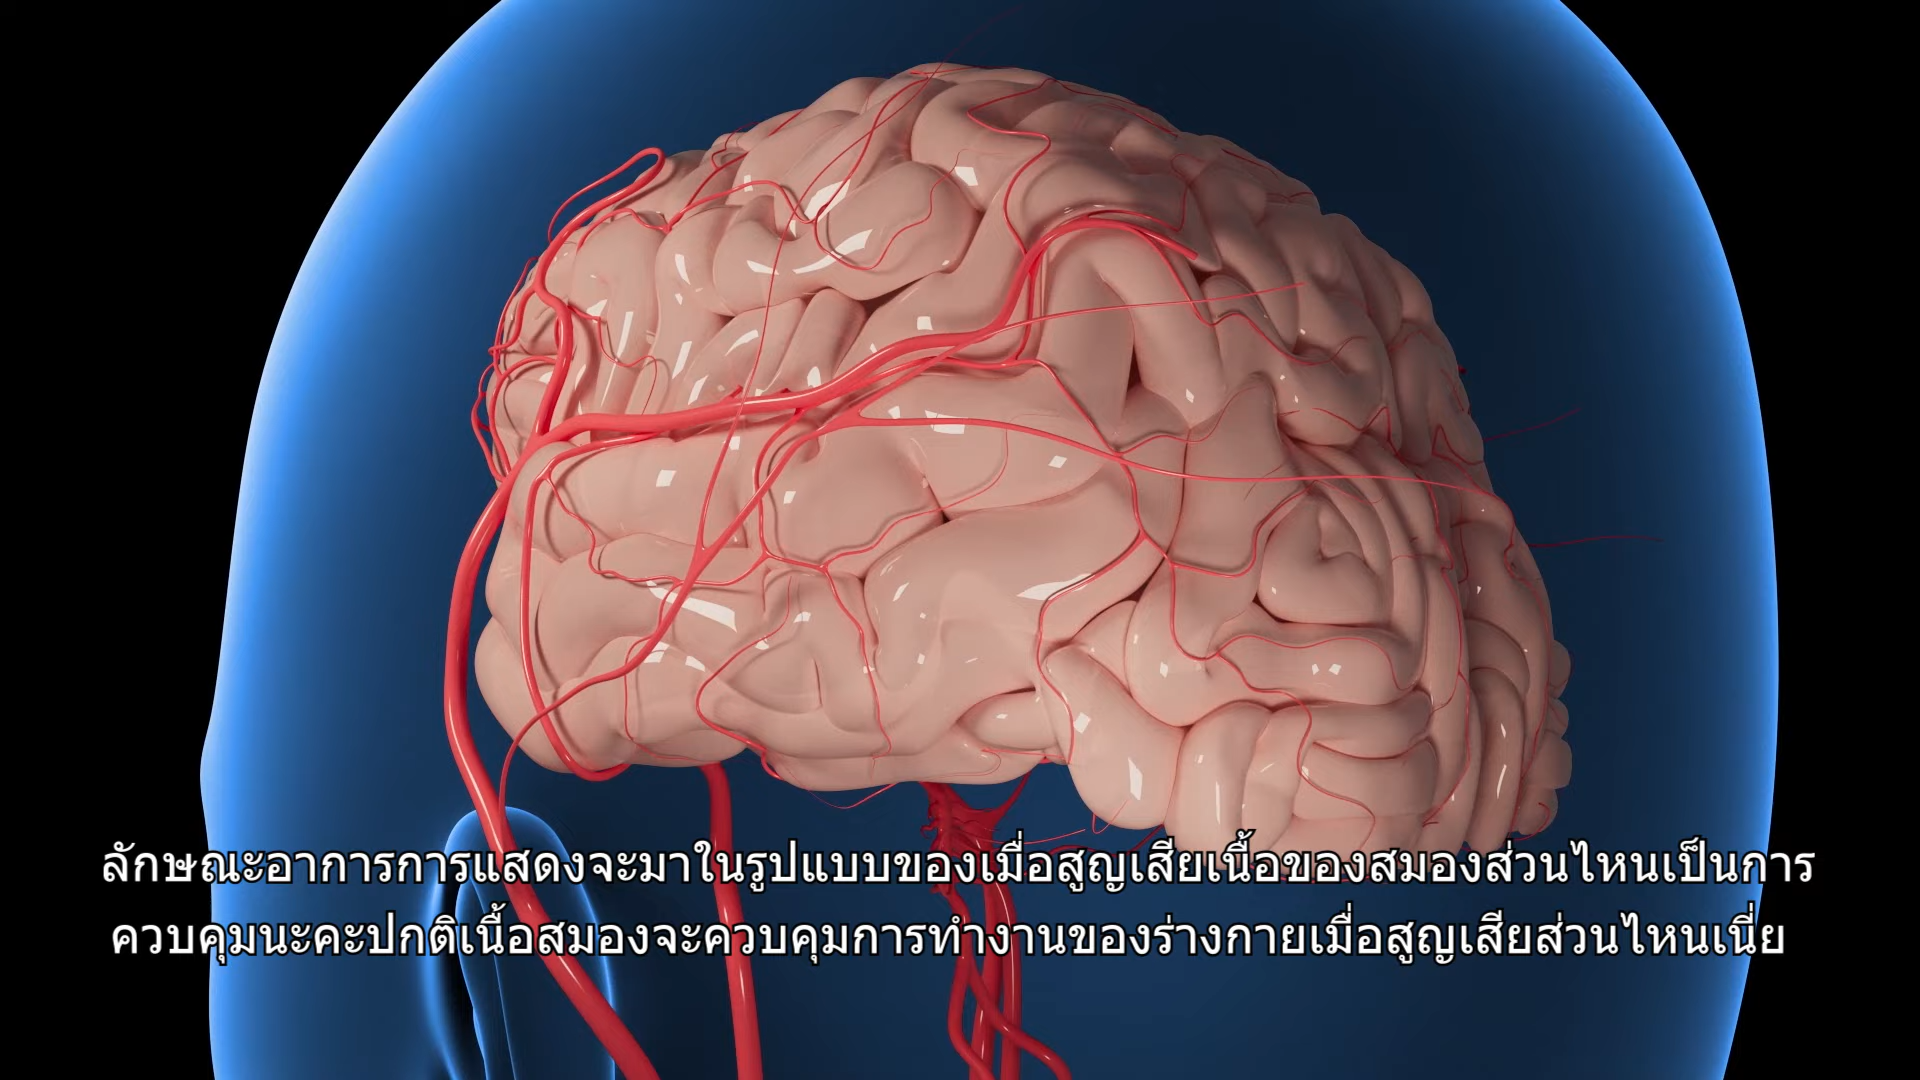 ลักษณะอาการการแสดงจะมาในรูปแบบของเมื่อสูญเสียเนื้อของสมองส่วนไหนเป็นการ
ควบคุมนะคะปกติเนื้อสมองจะควบคุมการทำงานของร่างกายเมื่อสูญเสียส่วนไหนเนี่ย